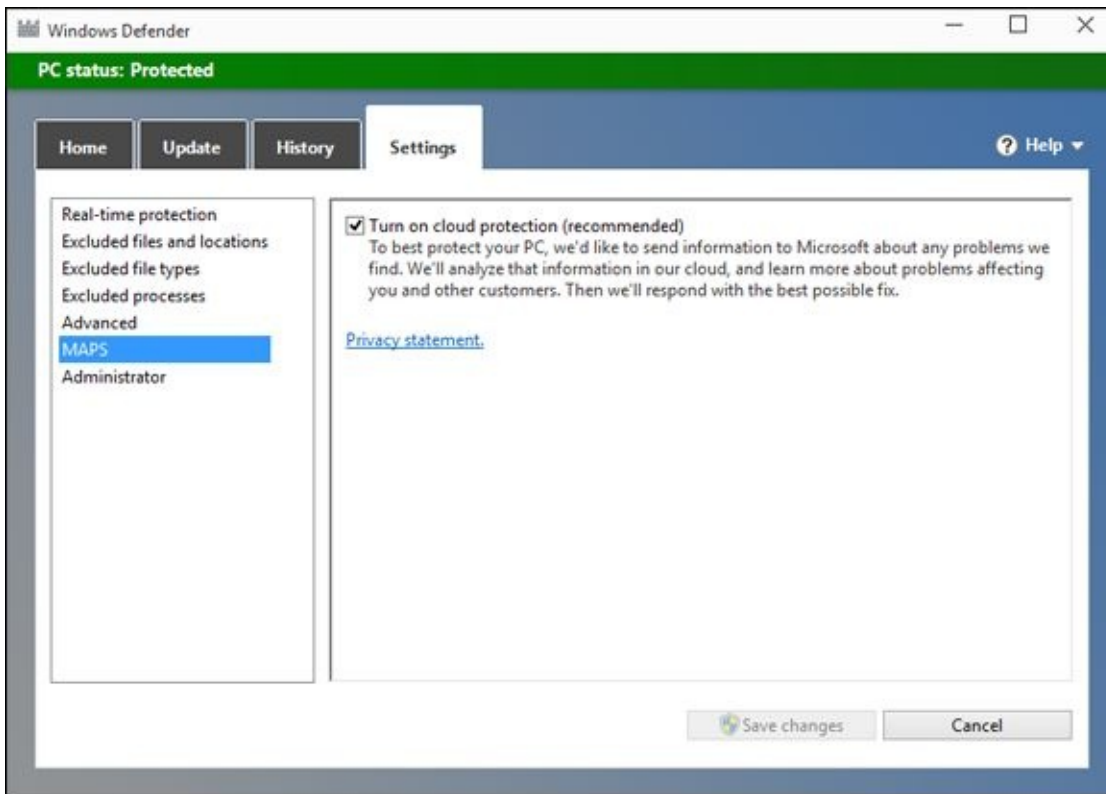 Windows Defender
PC status: Protected
Home
Update
History
Settings
Help
Real-time protection
Excluded files and locations
Excluded file types
Excluded processes
Advanced
MAPS
Administrator
Turn on cloud protection (recommended)
To best protect your PC, we'd like to send information to Microsoft about any problems we
find. We'll analyze that information in our cloud, and learn more about problems affecting
you and other customers. Then we'll respond with the best possible fix.
Privacy statement.
Save changes
Cancel